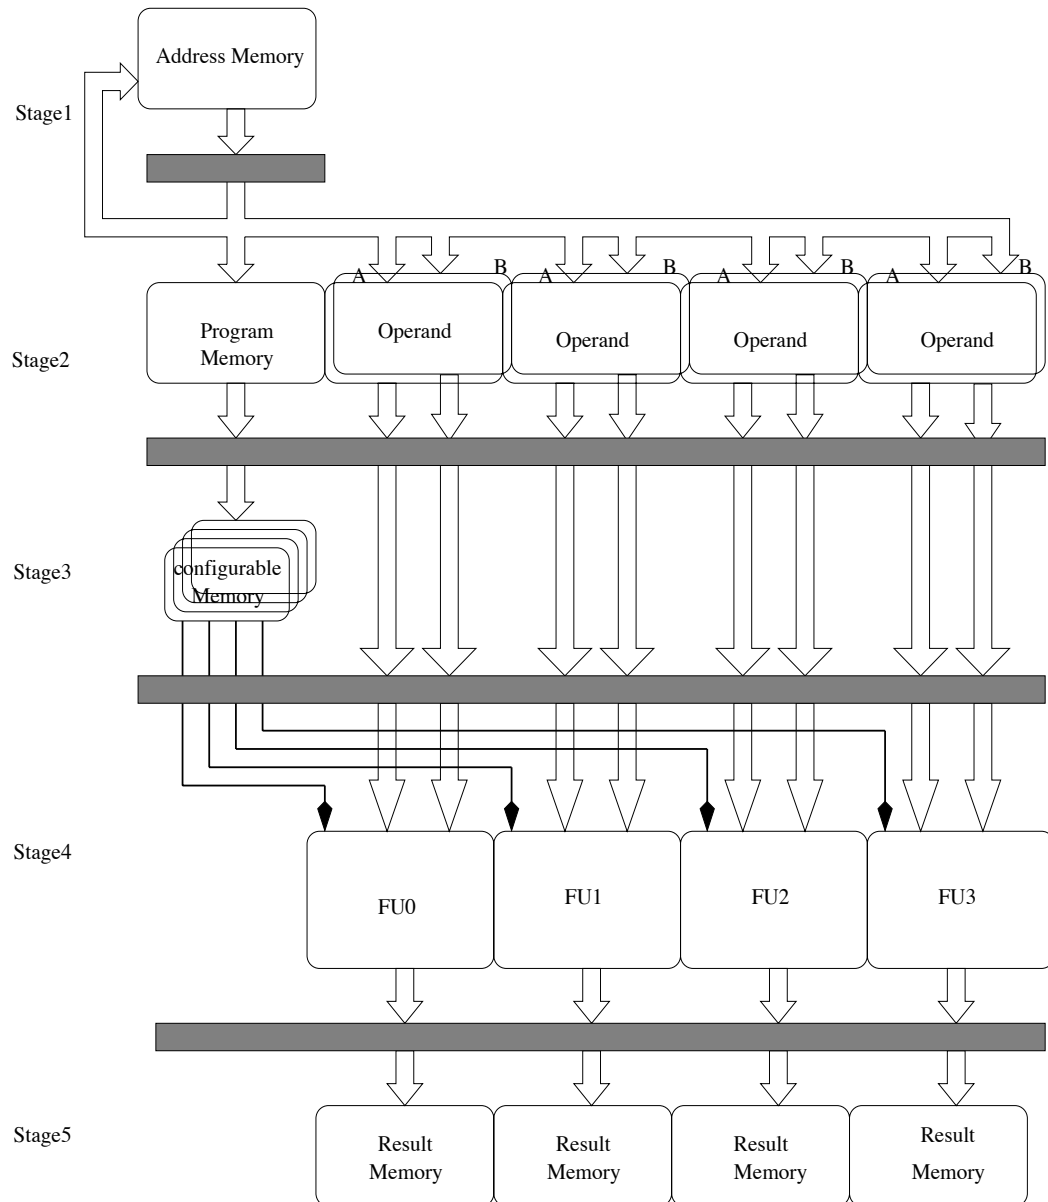 Address Memory
Stage1
A
B
A
B
A
B
A
B
Program
Memory
Operand
Operand
Operand
Operand
Stage2
configurable
Memory
Stage3
Stage4
FU0
FU1
FU2
FU3
Stage5
Result
Memory
Result
Memory
Result
Memory
Result
Memory